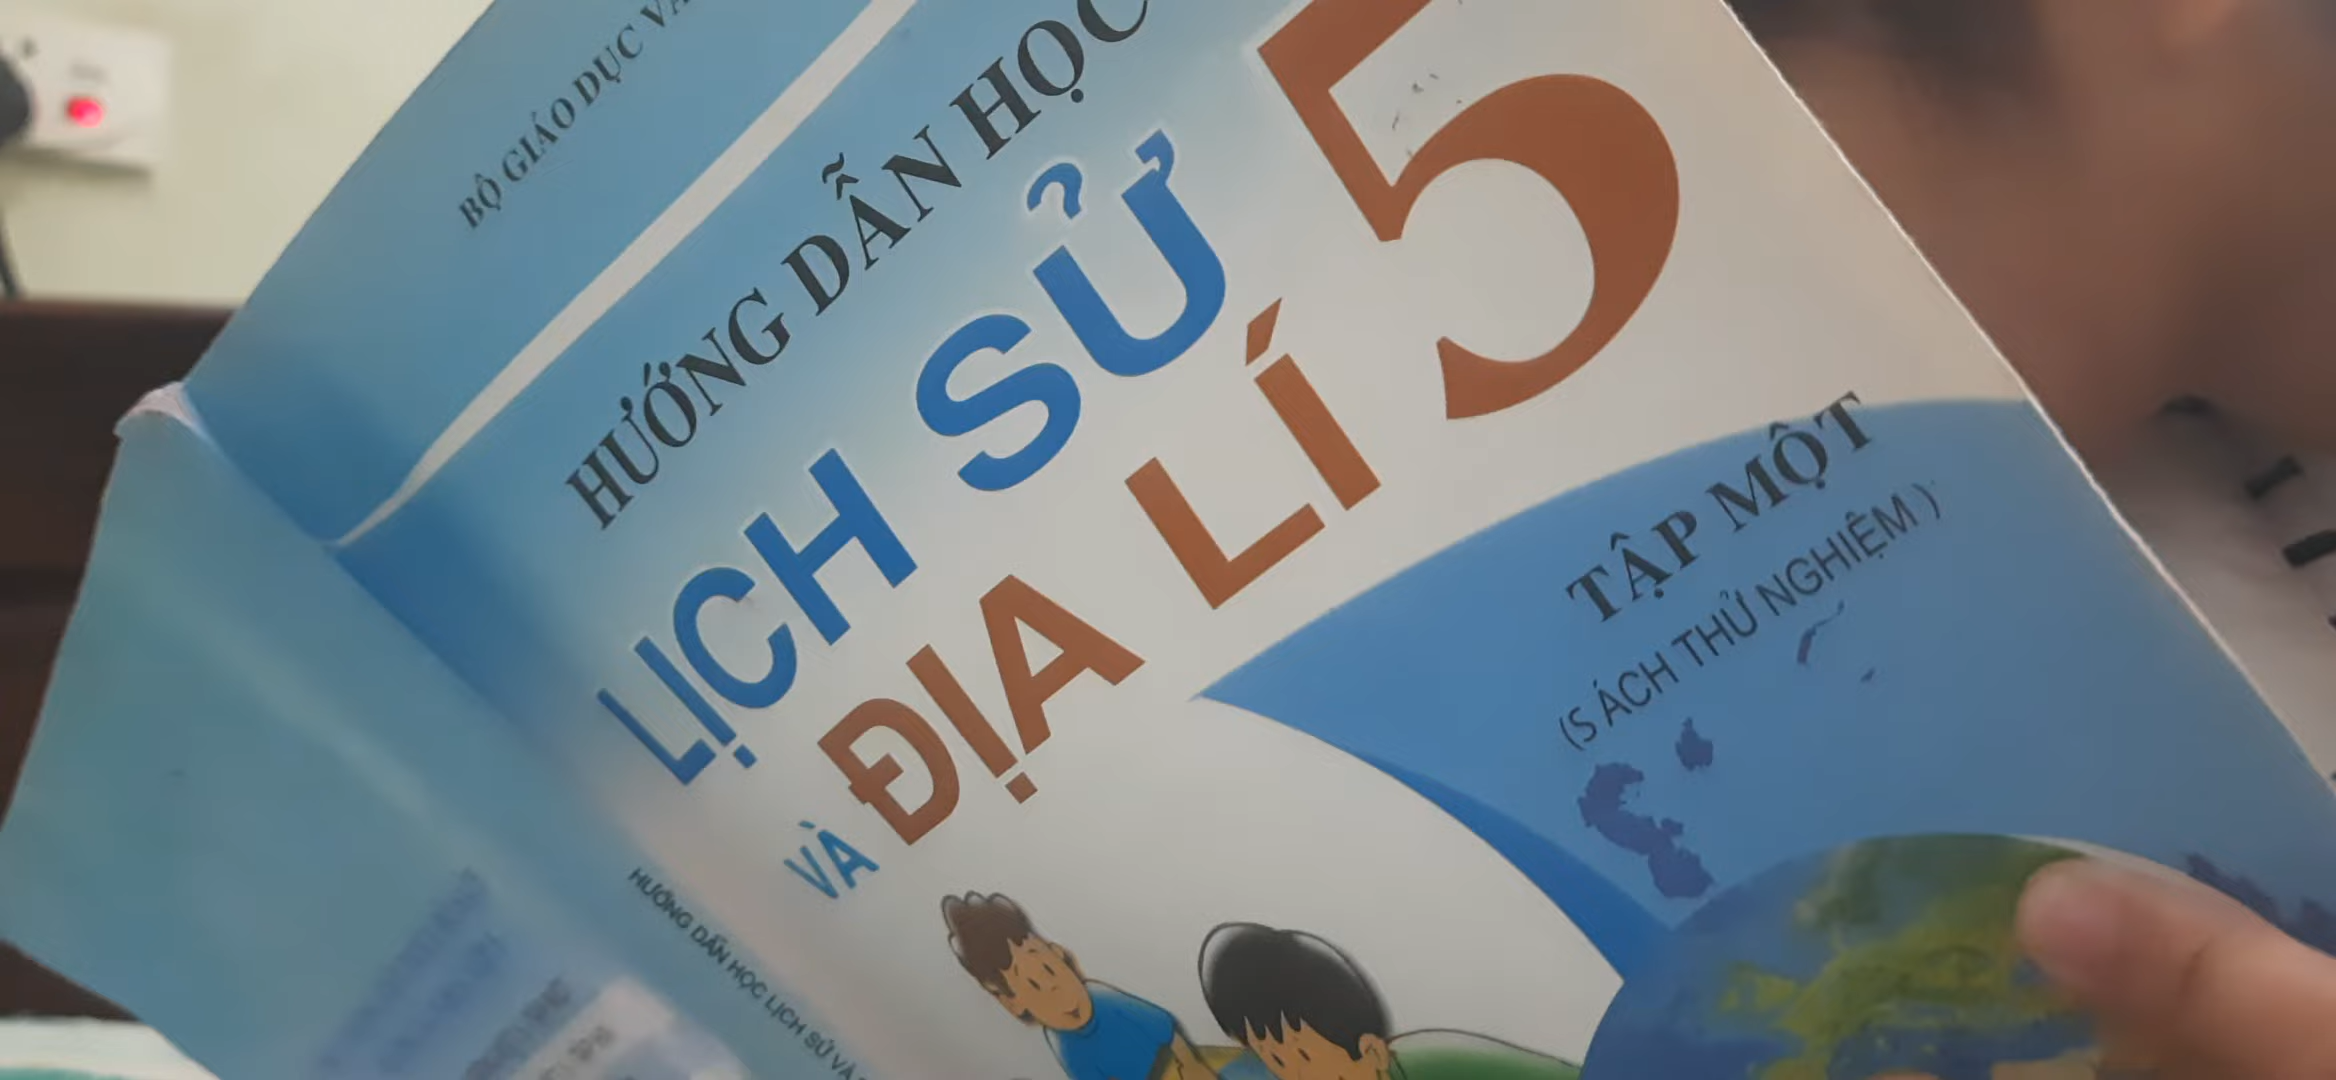 BỘ GIÁO DỤC VÀ
HƯỚNG DẪN HỌC
LỊCH SỬ
VÀ ĐỊA LÍ
5
TẬP MỘT
(SÁCH THỬ NGHIỆM)
HƯỚNG DẪN HỌC LỊCH SỬ VÀ